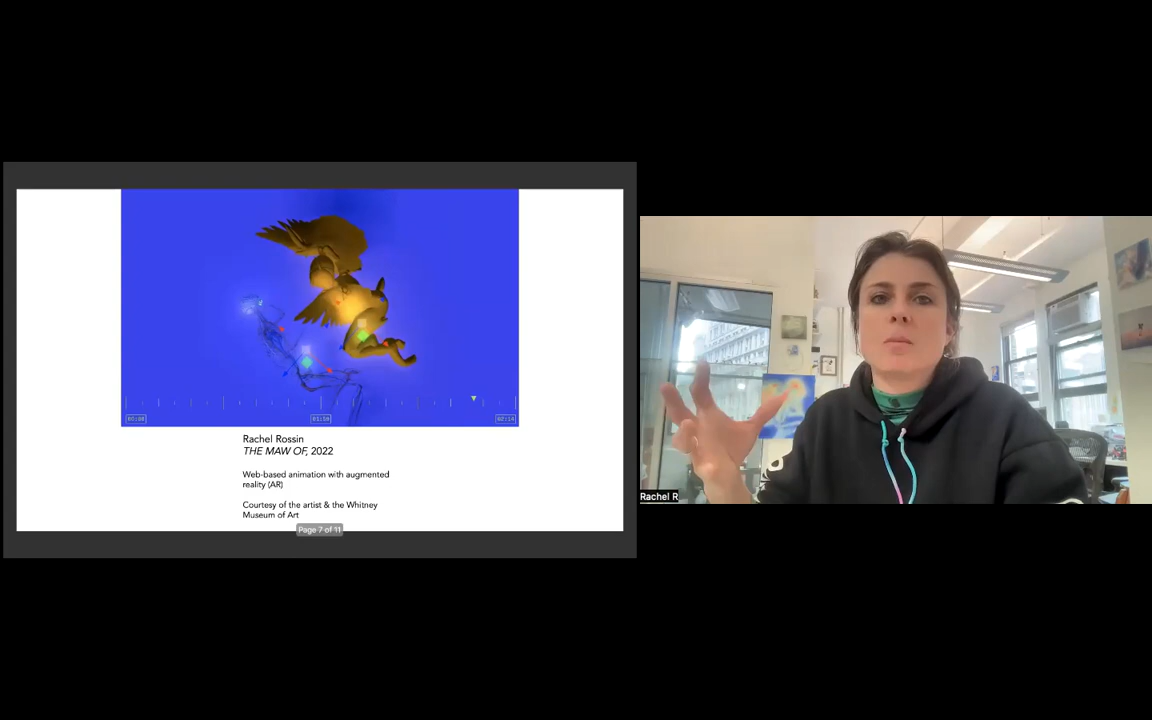 00:00
01:59
02:14
Rachel Rossin
THE MAW OF, 2022
Web-based animation with augmented
reality (AR)
Courtesy of the artist & the Whitney
Museum of Art
Page 7 of 11
Rachel R